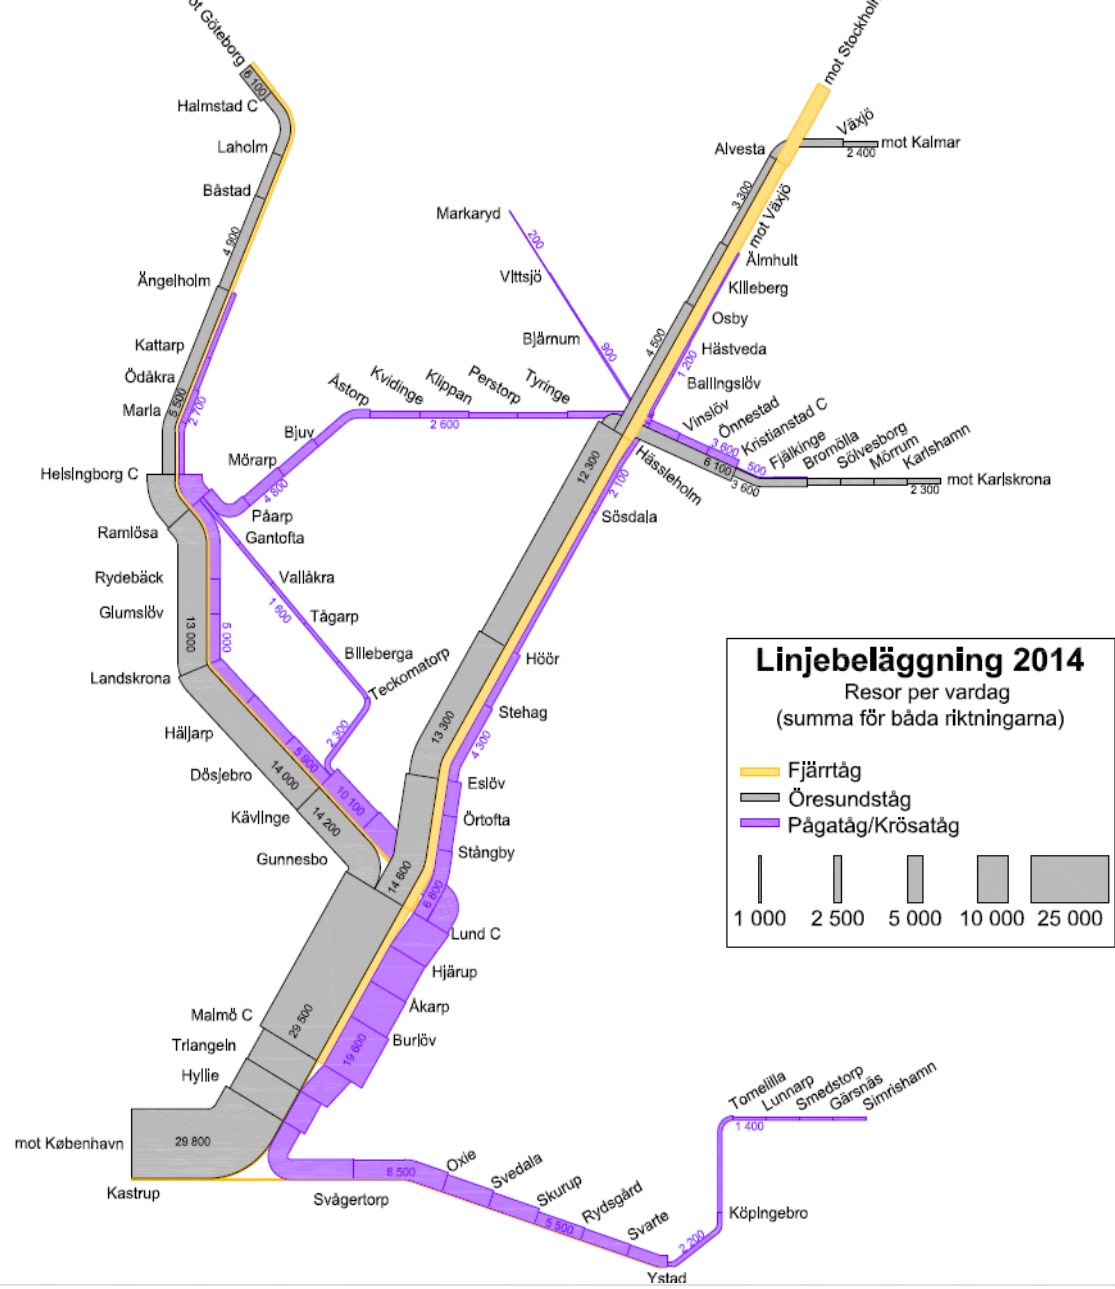 mot Göteborg
6 100
Halmstad C
Laholm
Båstad
4 900
Ängelholm
Kattarp
Ödåkra
Maria
5 500
2 700
Helsingborg C
Ramlösa
Rydebäck
Glumslöv
13 000
5 000
Landskrona
Häljarp
Dösjebro
Kävlinge
Gunnesbo
5 900
14 000
14 200
10 100
Markaryd
200
Vittsjö
Bjärnum
900
Åstorp
Kvidinge
Klippan
Perstorp
Tyringe
2 600
Bjuv
Mörarp
4 800
Påarp
Gantofta
Vallåkra
1 600
Tågarp
Billeberga
Teckomatorp
2 300
mot Stockholm
Växjö
2 400
mot Kalmar
Alvesta
3 300
mot Växjö
Älmhult
Killeberg
Osby
4 500
Hästveda
1 200
Ballingslöv
Vinslöv
Önnestad
Kristianstad C
3 600
6 100
500
3 600
Fjälkinge
Bromölla
Sölvesborg
Mörrum
Karlshamn
2 300
mot Karlskrona
Hässleholm
12 300
2 100
Sösdala
Höör
Stehag
13 300
4 300
Eslöv
Örtofta
Stångby
14 600
6 800
Lund C
Hjärup
Åkarp
Burlöv
29 500
19 600
Malmö C
Triangeln
Hyllie
mot København
29 800
Kastrup
Svågertorp
8 500
Oxie
Svedala
Skurup
5 500
Rydsgård
Svarte
Ystad
2 200
Köpingebro
Tomelilla
Lunnarp
Smedstorp
Gärsnäs
Simrishamn
1 400
Linjebeläggning 2014
Resor per vardag
(summa för båda riktningarna)
Fjärrtåg
Öresundståg
Pågatåg/Krösatåg
1 000 2 500 5 000 10 000 25 000